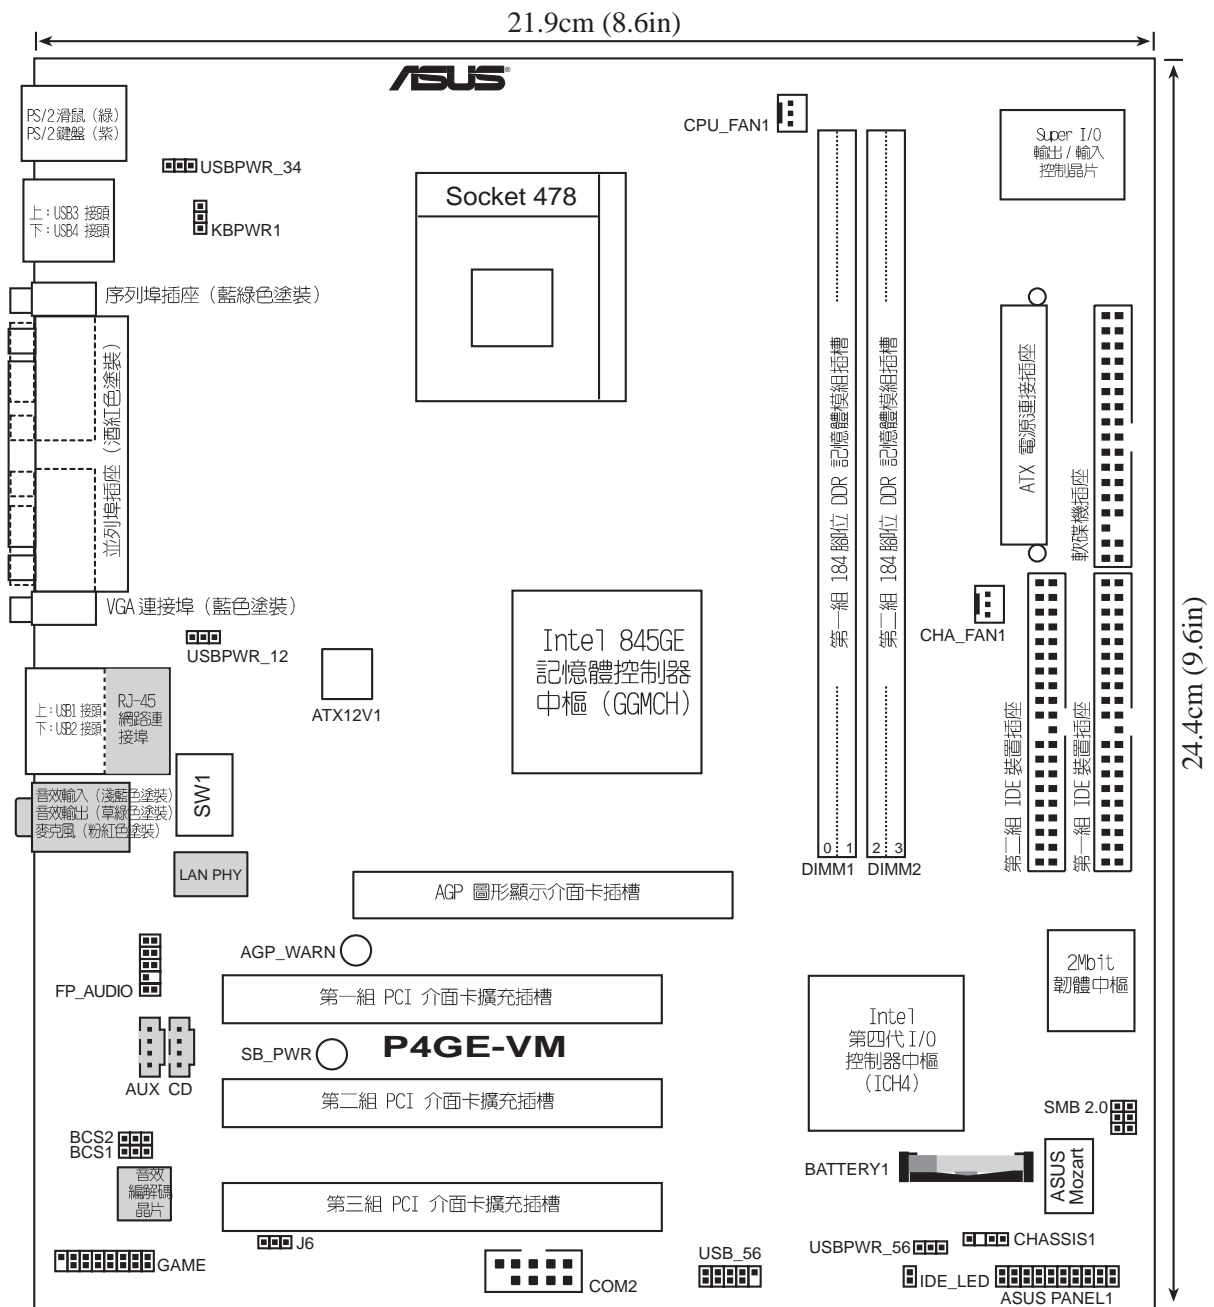 21.9cm (8.6in)
ASUS
PS/2滑鼠（綠）
PS/2鍵盤（紫）
USBPWR_34
上：USB3 接頭
下：USB4 接頭
KBPWR1
Socket 478
CPU_FAN1
Super I/O
輸出/輸入
控制晶片
序列埠插座（藍綠色塗裝）
並列埠插座（酒紅色塗裝）
VGA 連接埠（藍色塗裝）
USBPWR_12
第一組 184 腳位 DDR 記憶體模組插槽
第二組 184 腳位 DDR 記憶體模組插槽
ATX 電源連接插座
軟碟機插座
CHA_FAN1
24.4cm (9.6in)
Intel 845GE
記憶體控制器
中樞（GGMCH）
ATX12V1
上：USB1 接頭
下：USB2 接頭
RJ-45
網路連
接埠
第二組 IDE 裝置插座
第一組 IDE 裝置插座
SW1
音效輸入（淺藍色塗裝）
音效輸出（草綠色塗裝）
麥克風（粉紅色塗裝）
0 1
2 3
DIMM1
DIMM2
LAN PHY
AGP 圖形顯示介面卡插槽
AGP_WARN
FP_AUDIO
第一組 PCI 介面卡擴充插槽
2Mbit
韌體中樞
Intel
第四代I/O
控制器中樞
（ICH4）
SB_PWR
P4GE-VM
AUX
CD
第二組 PCI 介面卡擴充插槽
SMB 2.0
BCS2
BCS1
BATTERY1
ASUS
Mozart
音效
編解碼
晶片
第三組 PCI 介面卡擴充插槽
J6
GAME
COM2
USB_56
USBPWR_56
CHASSIS1
IDE_LED
ASUS PANEL1